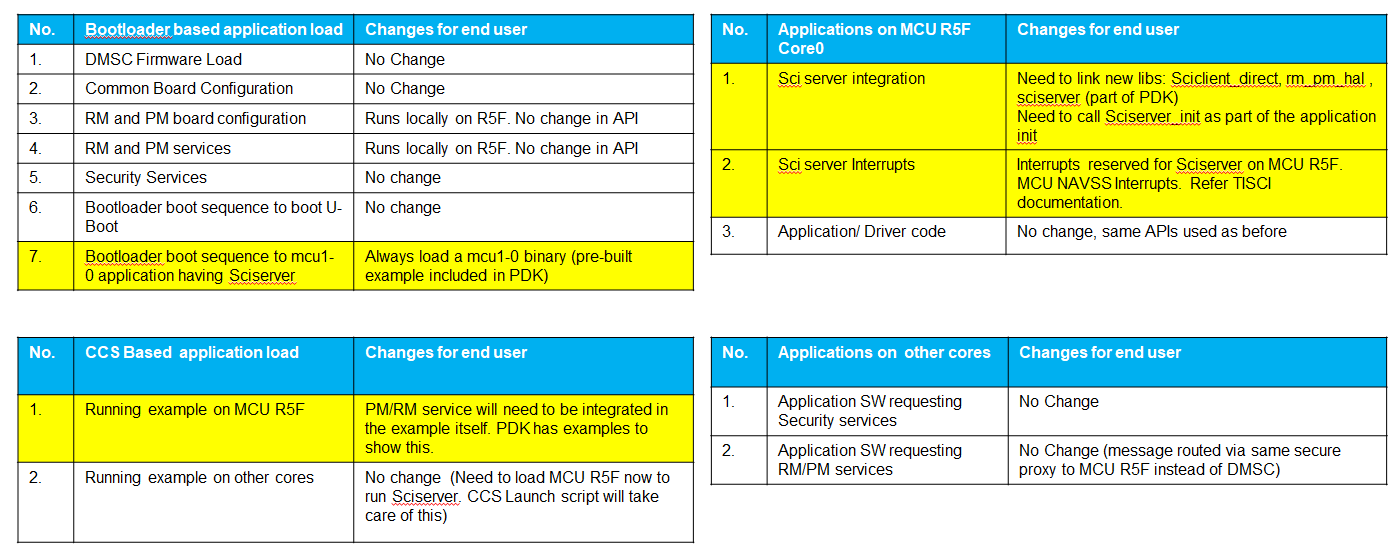 No. Bootloader based application load Changes for end user
1. DMSC Firmware Load No Change
2. Common Board Configuration No Change
3. RM and PM board configuration Runs locally on R5F. No change in API
4. RM and PM services Runs locally on R5F. No change in API
5. Security Services No change
6. Bootloader boot sequence to boot U- No change
Boot
7. Bootloader boot sequence to mcu1- Always load a mcu1-0 binary (pre-built
0 application having Sciserver example included in PDK)
No. Applications on MCU R5F Changes for end user
Core0
1. Sci server integration Need to link new libs: Sciclient_direct, rm_pm_hal ,
sciserver (part of PDK)
Need to call Sciserver_init as part of the application
init
2. Sci server Interrupts Interrupts reserved for Sciserver on MCU R5F.
MCU NAVSS Interrupts. Refer TISCI
documentation.
3. Application/ Driver code No change, same APIs used as before
No. CCS Based application load Changes for end user
1. Running example on MCU R5F PM/RM service will need to be integrated in
the example itself. PDK has examples to
show this.
2. Running example on other cores No change (Need to load MCU R5F now to
run Sciserver. CCS Launch script will take
care of this)
No. Applications on other cores Changes for end user
1. Application SW requesting No Change
Security services
2. Application SW requesting No Change (message routed via same secure
RM/PM services proxy to MCU R5F instead of DMSC)